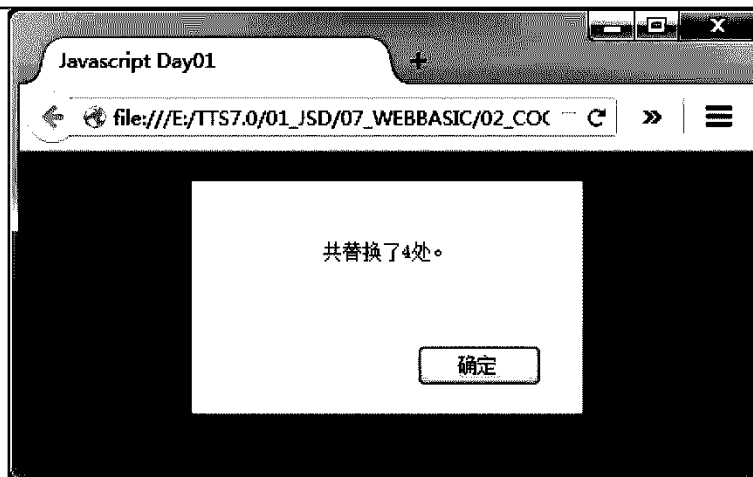 Javascript Day01
file:///E:/TTS7.0/01_JSD/07_WEBBASIC/02_COC
共替换了4处。
确定